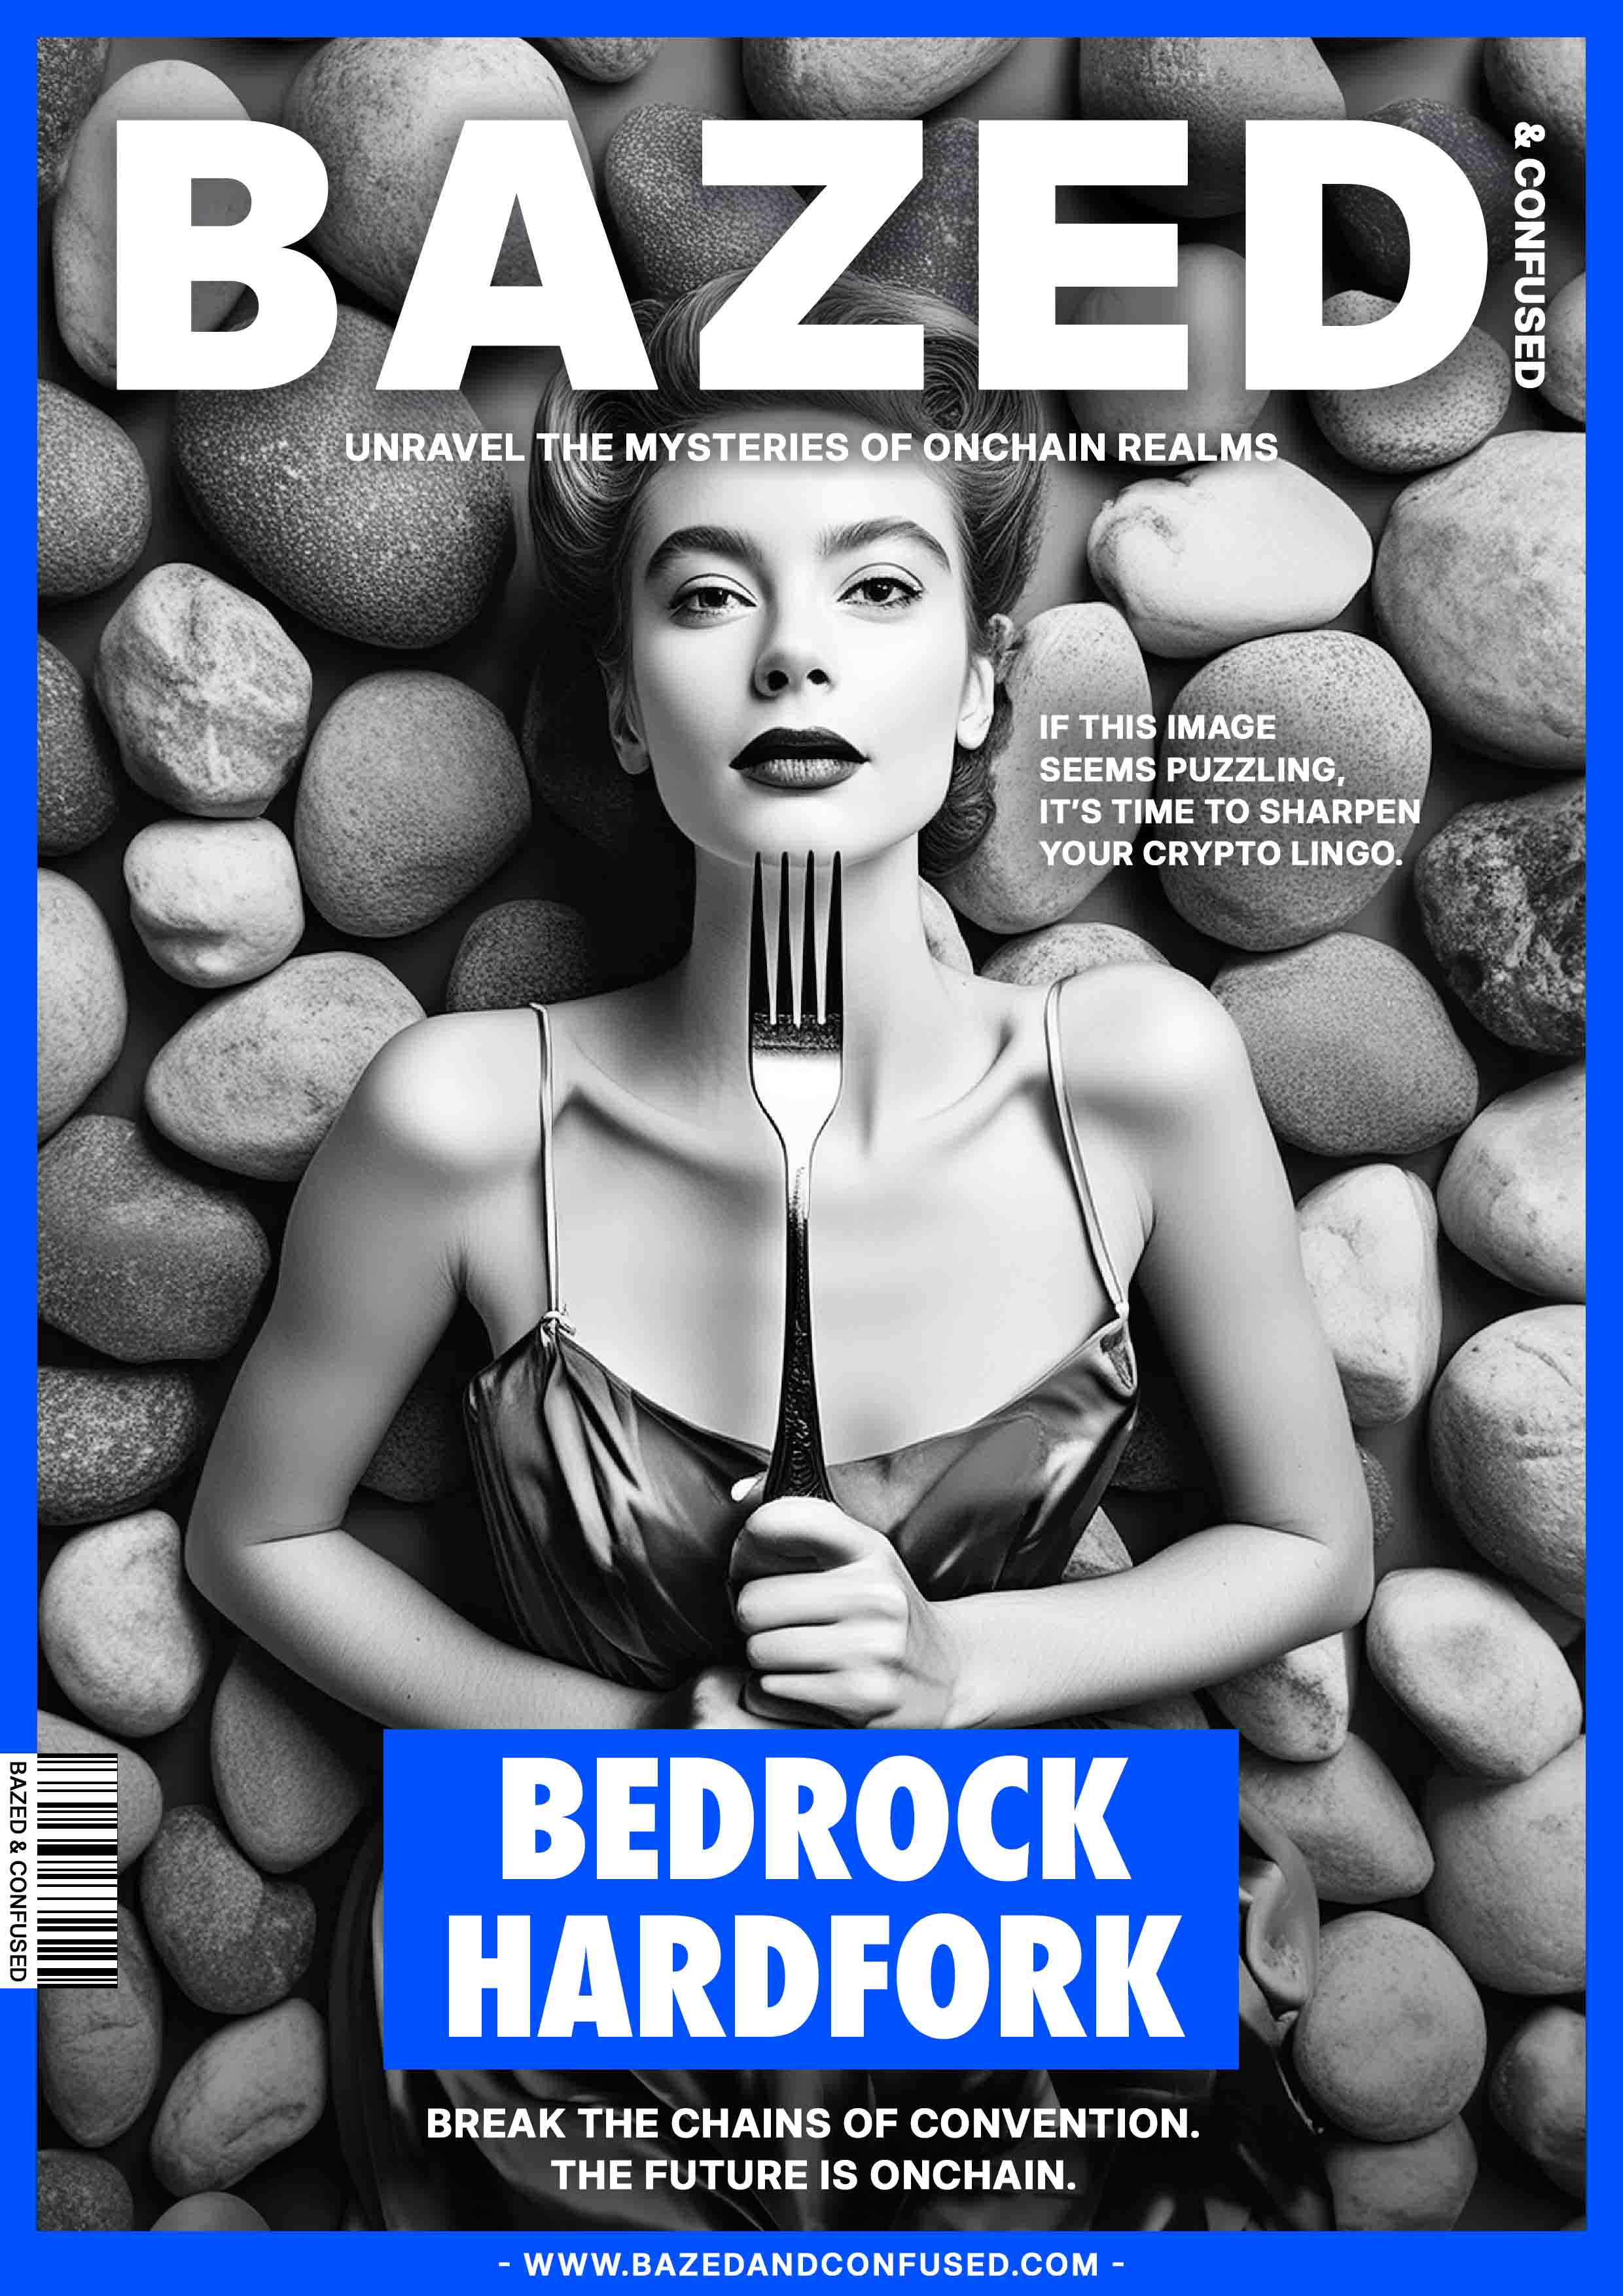 BAZED
& CONFUSED
UNRAVEL THE MYSTERIES OF ONCHAIN REALMS
IF THIS IMAGE
SEEMS PUZZLING,
IT'S TIME TO SHARPEN
YOUR CRYPTO LINGO.
BAZED & CONFUSED
BEDROCK
HARDFORK
BREAK THE CHAINS OF CONVENTION.
THE FUTURE IS ONCHAIN.
- WWW.BAZEDANDCONFUSED.COM -